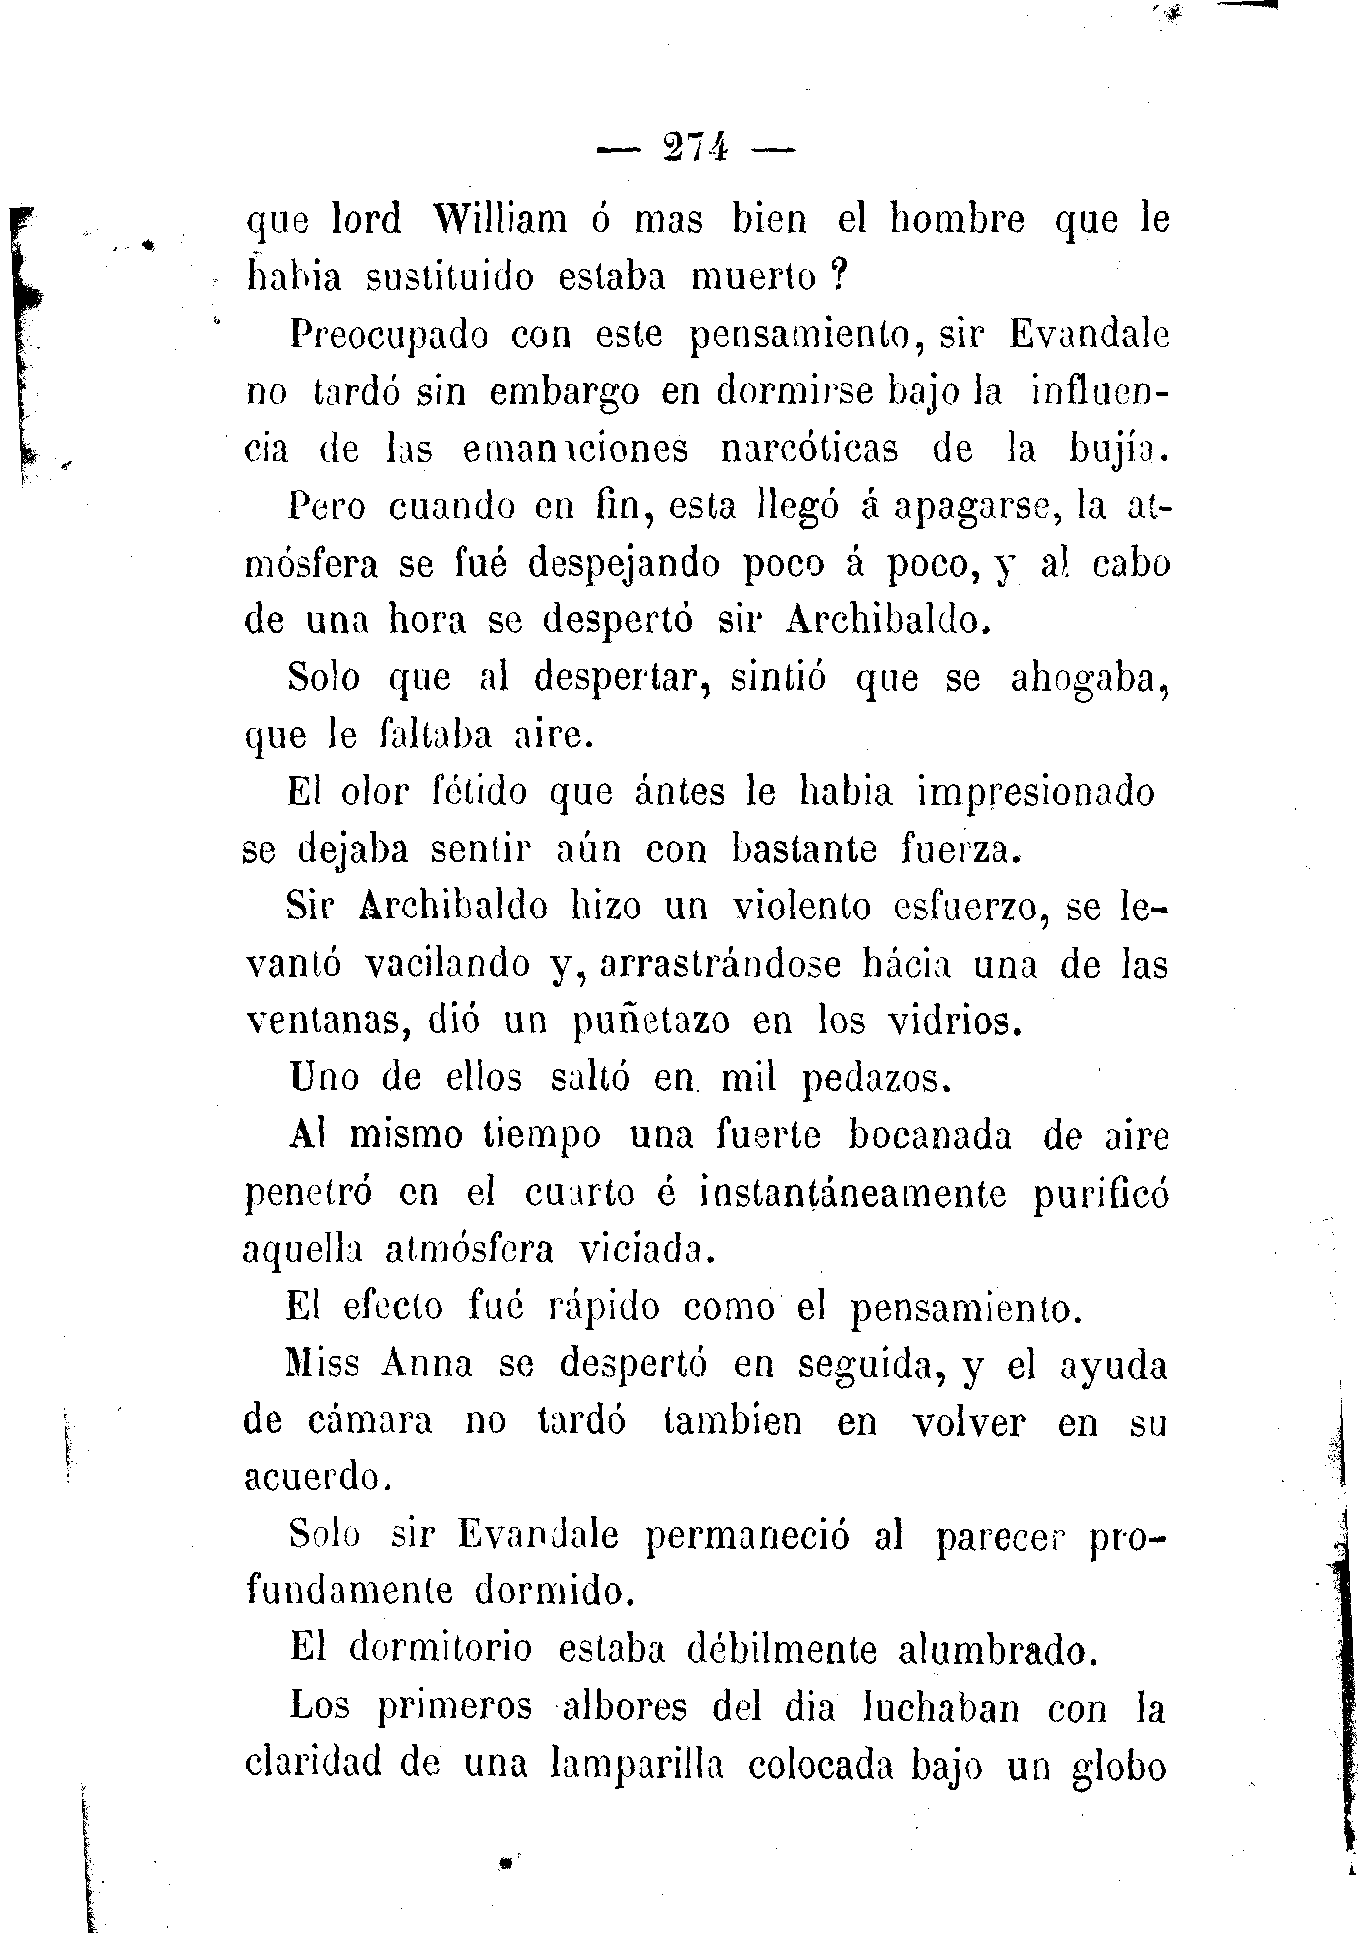 — 274 —
que lord William ó mas bien el hombre que le
habia sustituido estaba muerto ?
Preocupado con este pensamiento, sir Evandale
no tardó sin embargo en dormirse bajo la influen-
cia de las emanaciones narcóticas de la bujía.
Pero cuando en fin, esta llegó á apagarse, la at-
mósfera se fué despejando poco á poco, y al cabo
de una hora se despertó sir Archibaldo.
Solo que al despertar, sintió que se ahogaba,
que le faltaba aire.
El olor fétido que ántes le habia impresionado
se dejaba sentir aún con bastante fuerza.
Sir Archibaldo hizo un violento esfuerzo, se le-
vantó vacilando y, arrastrándose hácia una de las
ventanas, dió un puñetazo en los vidrios.
Uno de ellos saltó en mil pedazos.
Al mismo tiempo una fuerte bocanada de aire
penetró en el cuarto é instantáneamente purificó
aquella atmósfera viciada.
El efecto fué rápido como el pensamiento.
Miss Anna se despertó en seguida, y el ayuda
de cámara no tardó tambien en volver en su
acuerdo.
Solo sir Evandale permaneció al parecer pro-
fundamente dormido.
El dormitorio estaba débilmente alumbrado.
Los primeros albores del dia luchaban con la
claridad de una lamparilla colocada bajo un globo